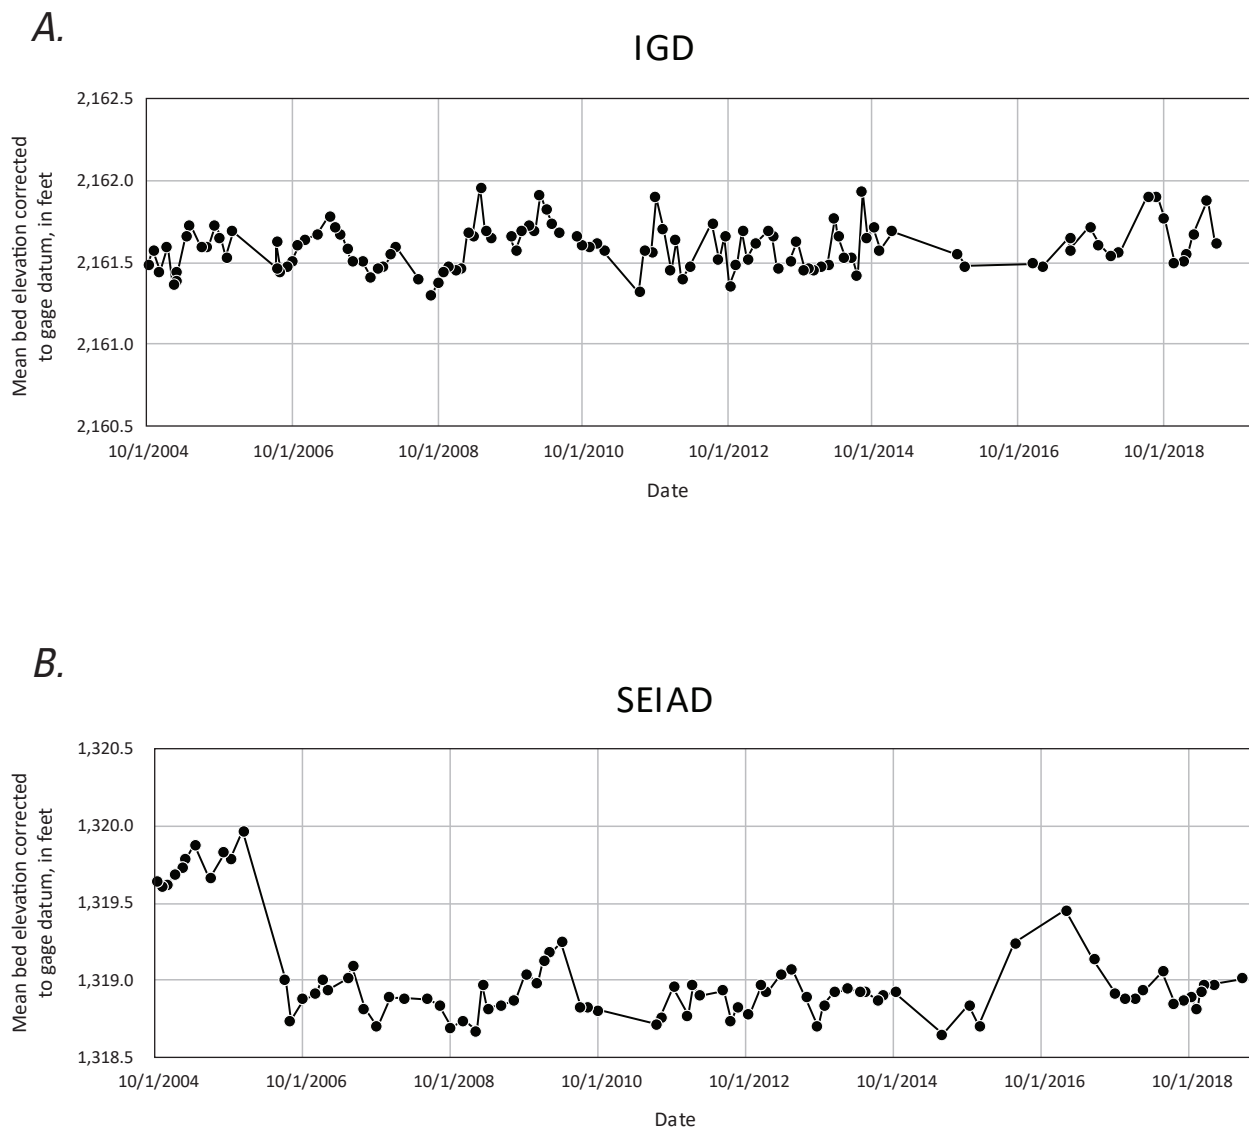 A.
IGD
Mean bed elevation corrected
to gage datum, in feet
2,162.5
2,162.0
2,161.5
2,161.0
2,160.5
10/1/2004 10/1/2006 10/1/2008 10/1/2010 10/1/2012 10/1/2014 10/1/2016 10/1/2018
Date
B.
SEIAD
Mean bed elevation corrected
to gage datum, in feet
1,320.5
1,320.0
1,319.5
1,319.0
1,318.5
10/1/2004 10/1/2006 10/1/2008 10/1/2010 10/1/2012 10/1/2014 10/1/2016 10/1/2018
Date